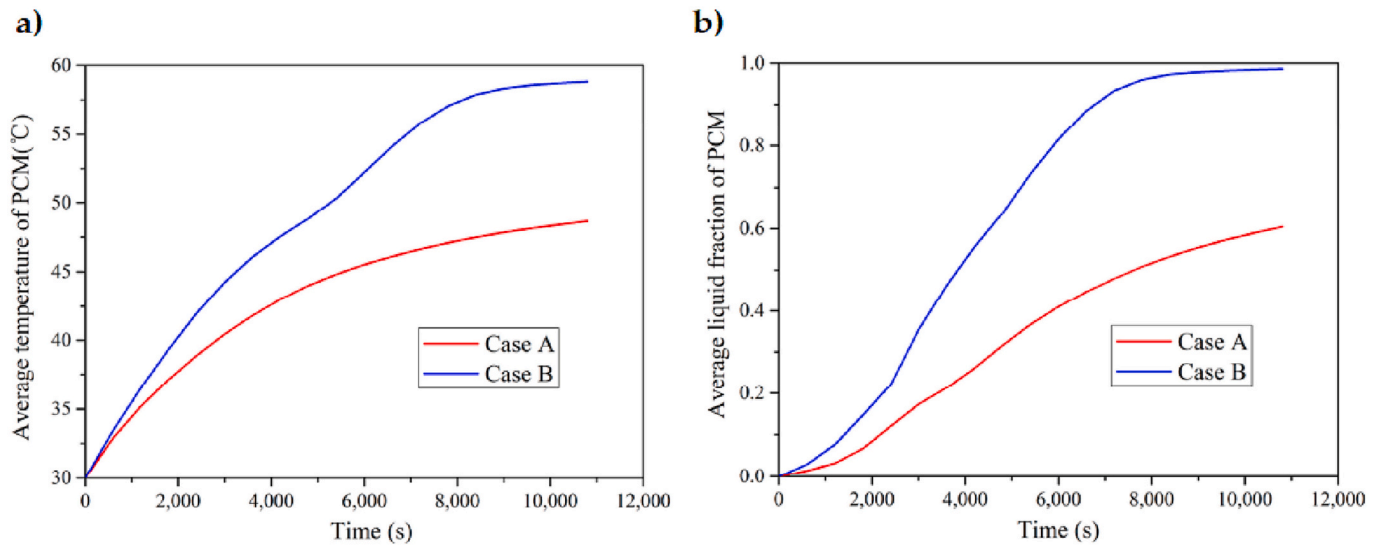 a)
60
55
50
45
40
35
30
Average temperature of PCM(℃)
Case A
Case B
0
2,000
4,000
6,000
8,000
10,000
12,000
Time (s)
b)
1.0
0.8
0.6
0.4
0.2
0.0
Average liquid fraction of PCM
Case A
Case B
0
2,000
4,000
6,000
8,000
10,000
12,000
Time (s)